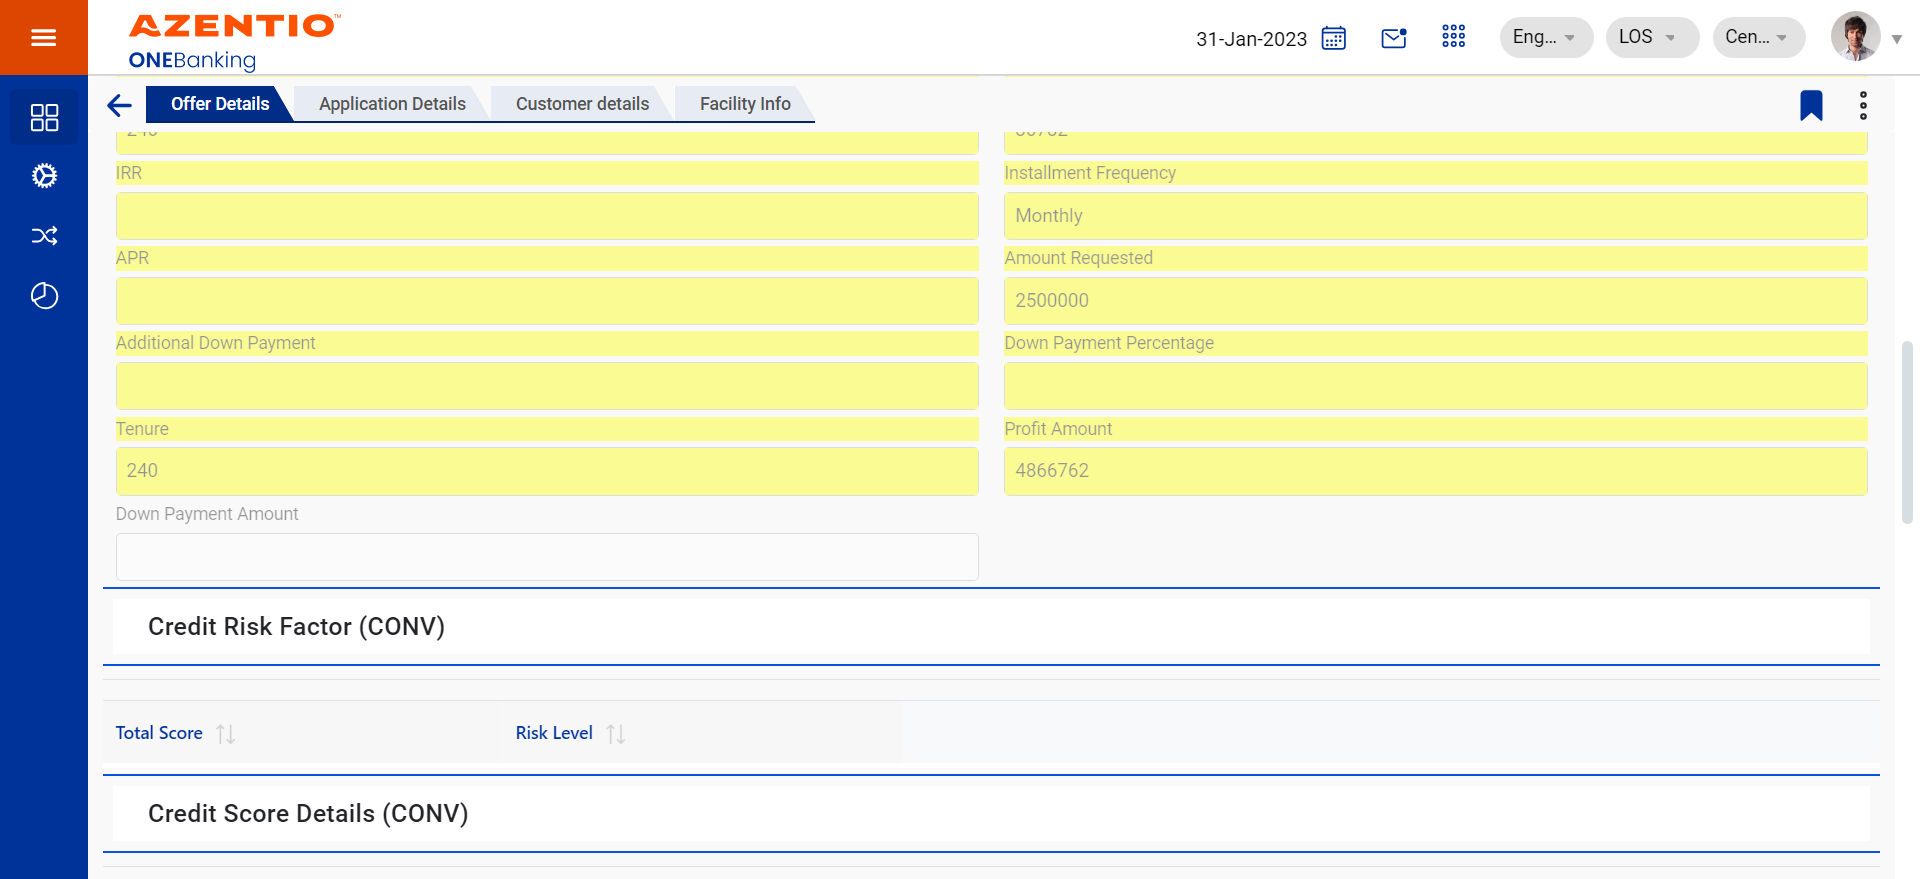 AZENTIO™
ONEBanking
31-Jan-2023
Eng...
LOS
Cen...
Offer Details
Application Details
Customer details
Facility Info
IRR
Installment Frequency
Monthly
APR
Amount Requested
2500000
Additional Down Payment
Down Payment Percentage
Tenure
Profit Amount
240
4866762
Down Payment Amount
Credit Risk Factor (CONV)
Total Score
Risk Level
Credit Score Details (CONV)